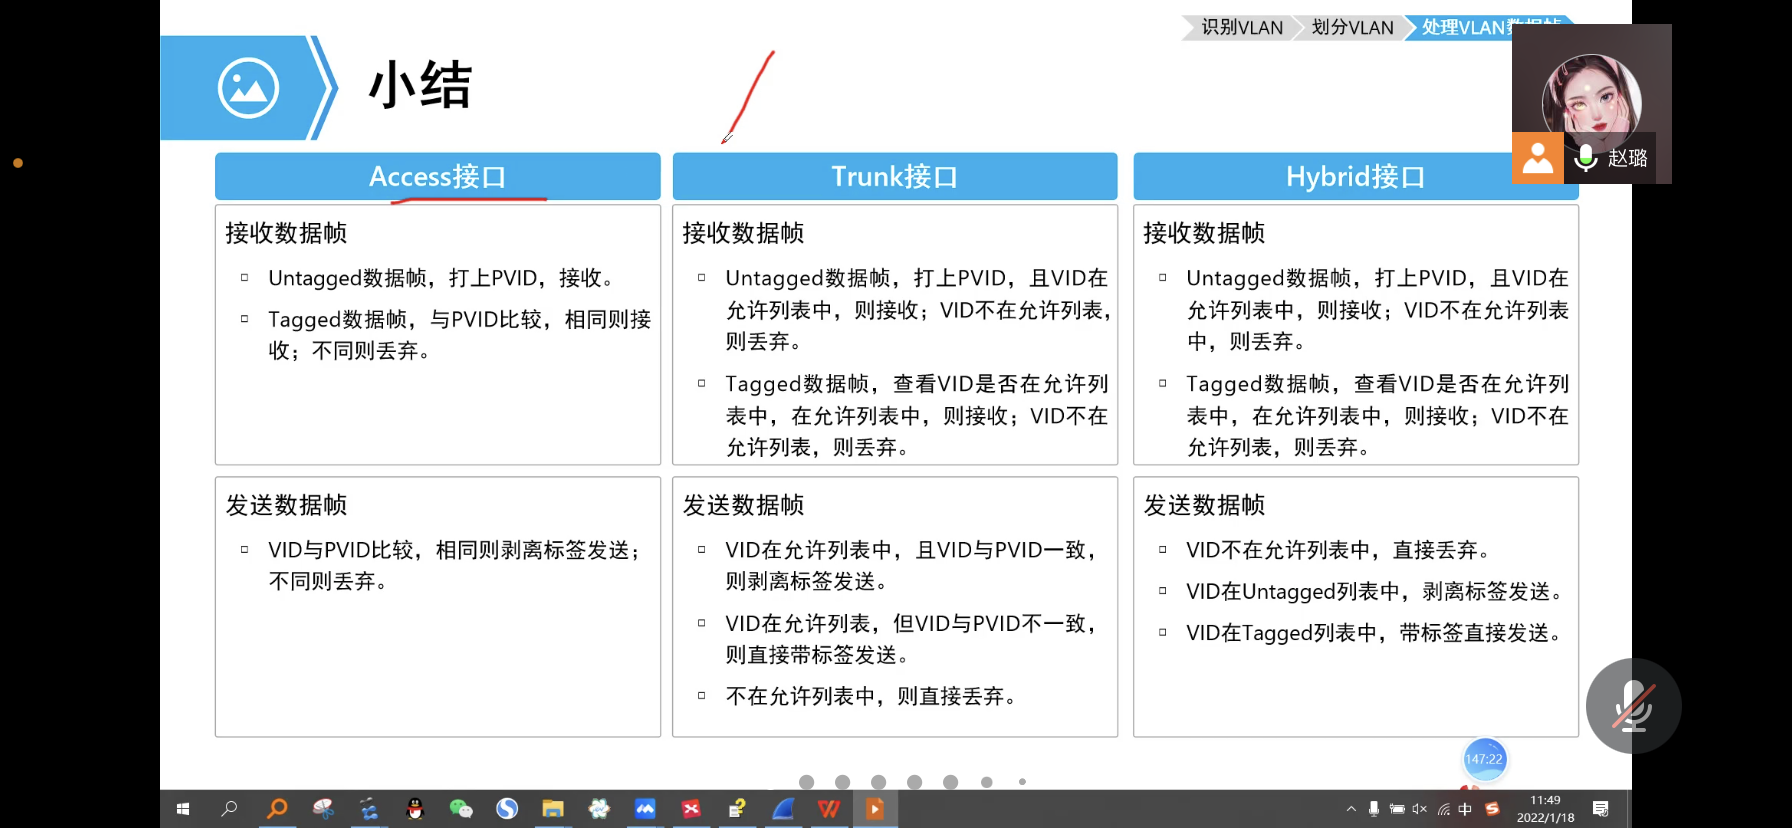 识别VLAN
划分VLAN
处理VLAN数据帧
小结
赵璐
Access接口
Trunk接口
Hybrid接口
接收数据帧
Untagged数据帧，打上PVID，接收。
Tagged数据帧，与PVID比较，相同则接
收；不同则丢弃。
接收数据帧
Untagged数据帧，打上PVID，且VID在
允许列表中，则接收；VID不在允许列表，
则丢弃。
Tagged数据帧，查看VID是否在允许列
表中，在允许列表中，则接收；VID不在
允许列表，则丢弃。
接收数据帧
Untagged数据帧，打上PVID，且VID在
允许列表中，则接收；VID不在允许列表
中，则丢弃。
Tagged数据帧，查看VID是否在允许列
表中，在允许列表中，则接收；VID不在
允许列表，则丢弃。
发送数据帧
VID与PVID比较，相同则剥离标签发送；
不同则丢弃。
发送数据帧
VID在允许列表中，且VID与PVID一致，
则剥离标签发送。
VID在允许列表，但VID与PVID不一致，
则直接带标签发送。
不在允许列表中，则直接丢弃。
发送数据帧
VID不在允许列表中，直接丢弃。
VID在Untagged列表中，剥离标签发送。
VID在Tagged列表中，带标签直接发送。
147:22
中
11:49
2022/1/18